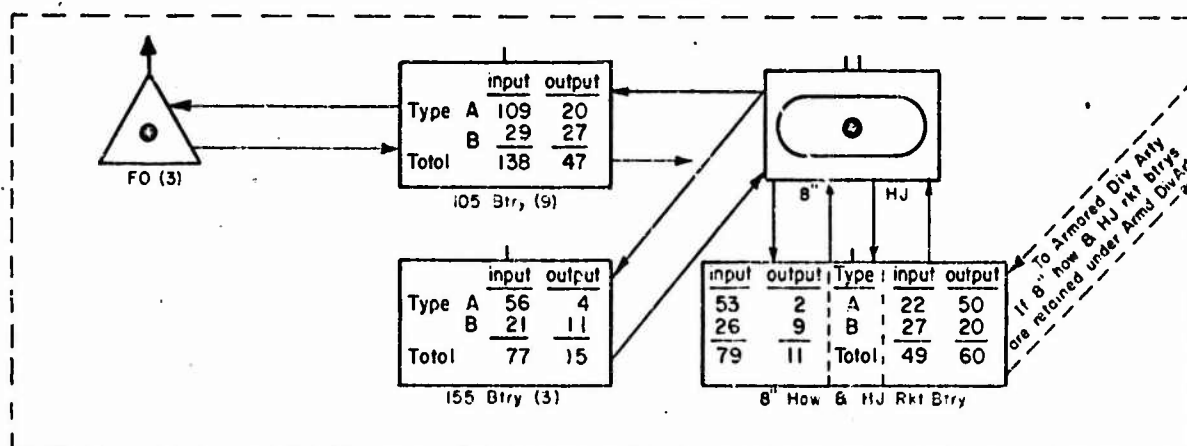 input output
Type A 109 20
B 29 27
Total 138 47
105 Btry (9)
FO (3)
8" HJ
input output
Type A 56 4
B 21 11
Total 77 15
155 Btry (3)
input output Type input output
53 2 A 22 50
26 9 B 27 20
79 11 Total 49 60
8" How & HJ Rkt Btry
To Armored Div Arty
If 8" how & HJ rkt btrys
are retained under Armd DivArty